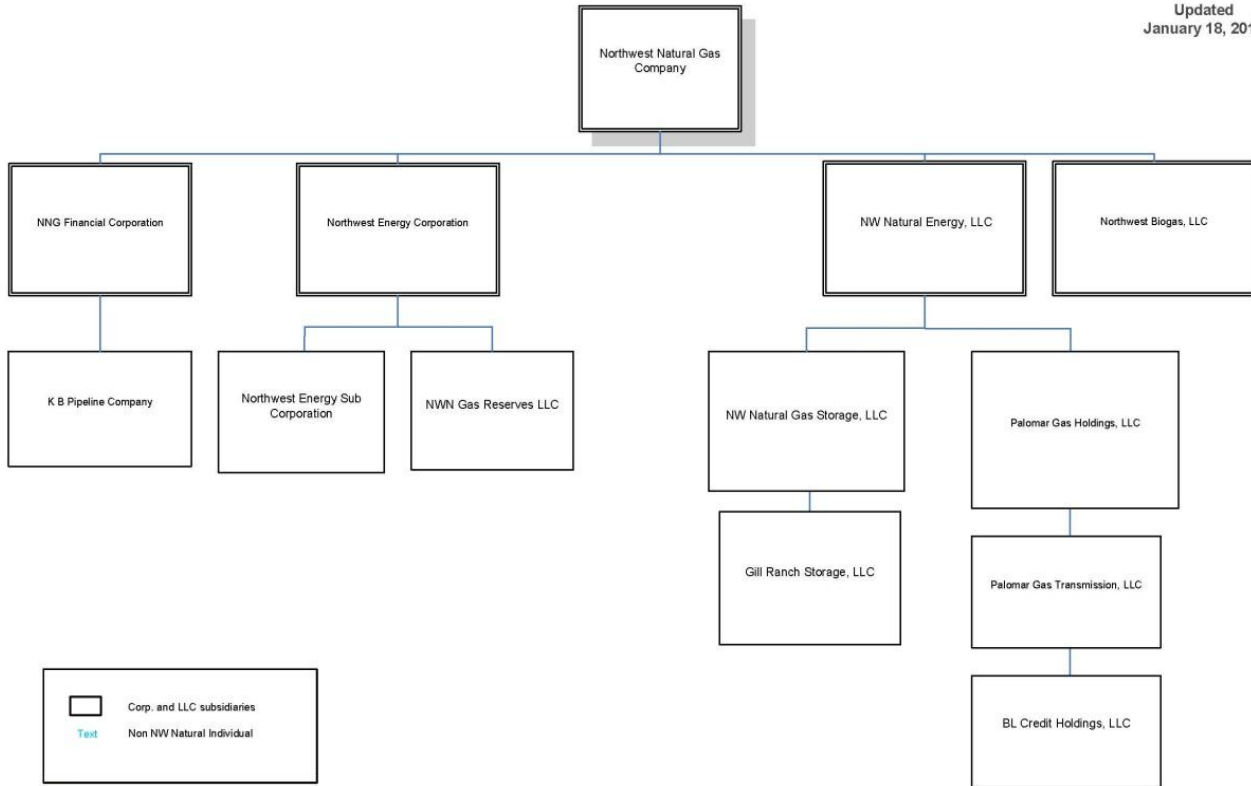 Updated
January 18, 201
Northwest Natural Gas
Company
NNG Financial Corporation
Northwest Energy Corporation
NW Natural Energy, LLC
Northwest Biogas, LLC
K B Pipeline Company
Northwest Energy Sub
Corporation
NWN Gas Reserves LLC
NW Natural Gas Storage, LLC
Palomar Gas Holdings, LLC
Gill Ranch Storage, LLC
Palomar Gas Transmission, LLC
BL Credit Holdings, LLC
Corp. and LLC subsidiaries
Text Non NW Natural Individual